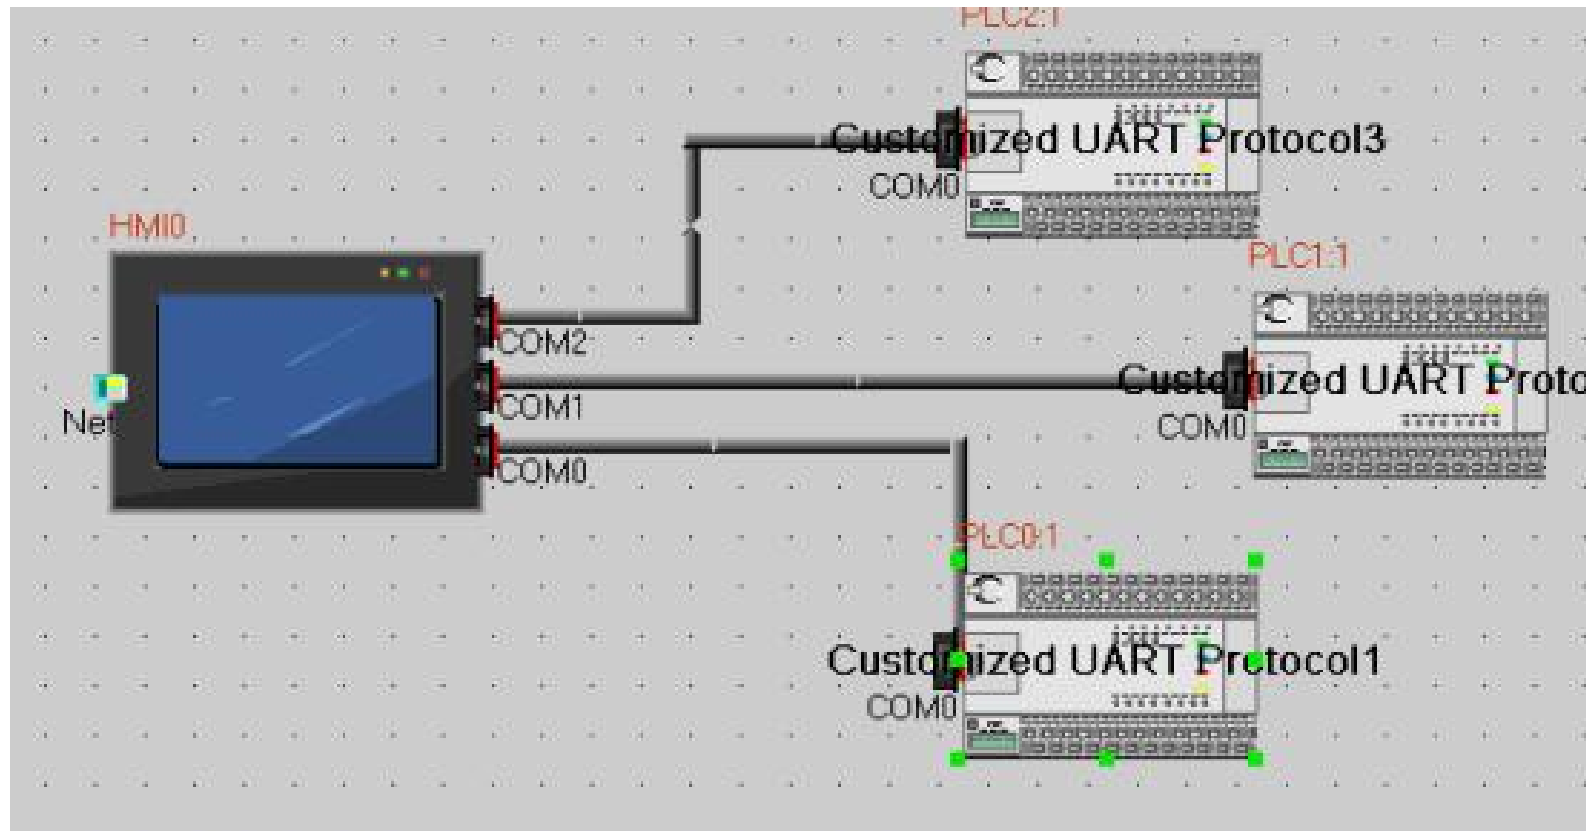 PLC2:1
Customized UART Protocol3
COM0
HMI0
PLC1:1
COM2
Customized UART Proto
COM1
Net
COM0
COM0
PLC0:1
Customized UART Protocol1
COM0